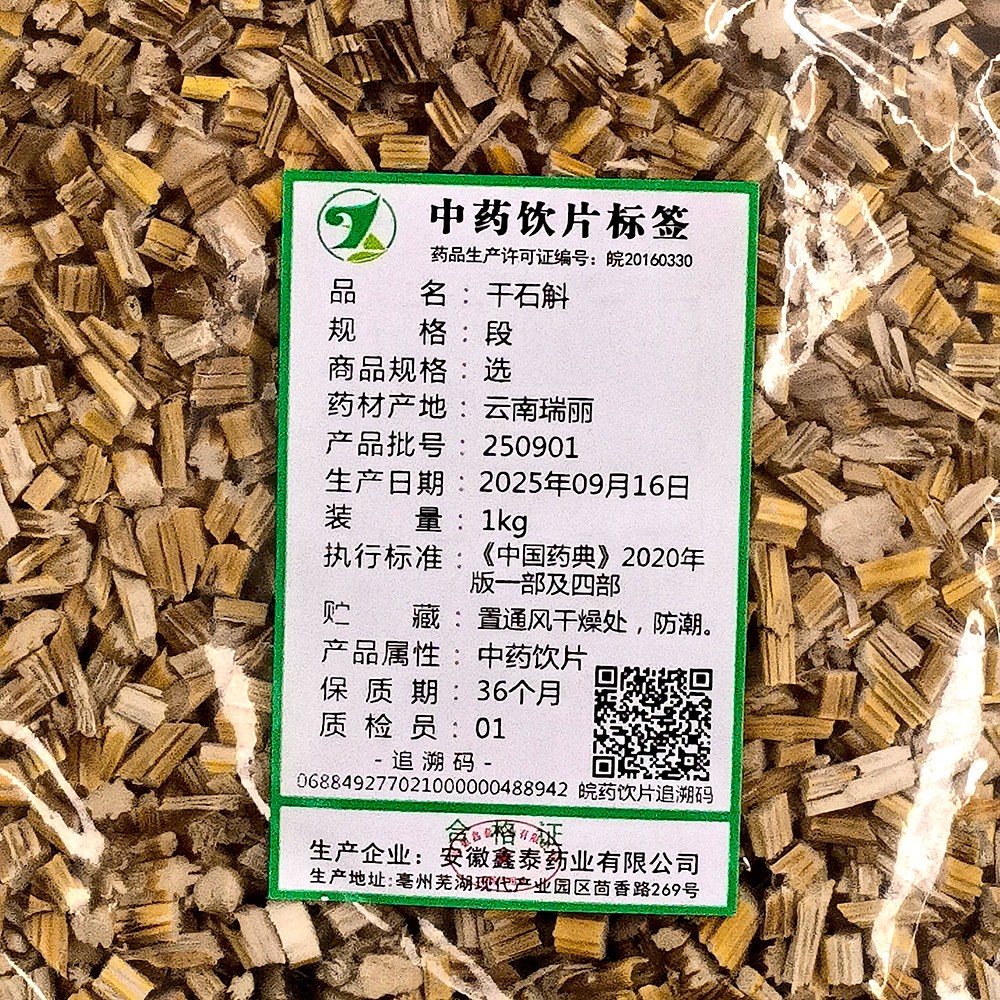 中药饮片标签
药品生产许可证编号：皖20160330
品名：干石斛
规格：段
商品规格：选
药材产地：云南瑞丽
产品批号：250901
生产日期：2025年09月16日
装量：1kg
执行标准：《中国药典》2020年
版一部及四部
贮藏：置通风干燥处，防潮。
产品属性：中药饮片
保质期：36个月
质检员：01
-追溯码-
06884927702100000048894​2 皖药饮片追溯码
合格证
生产企业：安徽鑫泰药业有限公司
生产地址：亳州芜湖现代产业园区茴香路269号